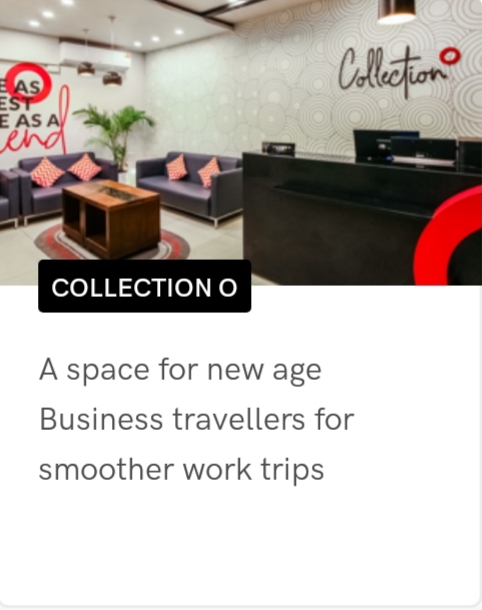 E AS
EST
E AS A
end
Collection O
COLLECTION O
A space for new age
Business travellers for
smoother work trips